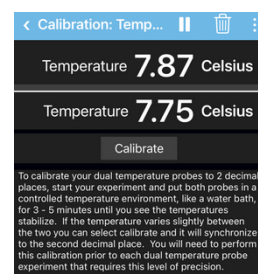 Calibration: Temp...
Temperature 7.87 Celsius
Temperature 7.75 Celsius
Calibrate
To calibrate your dual temperature probes to 2 decimal
places, start your experiment and put both probes in a
controlled temperature environment, like a water bath,
for 3 - 5 minutes until you see the temperatures
stabilize. If the temperature varies slightly between
the two you can select calibrate and it will synchronize
to the second decimal place. You will need to perform
this calibration prior to each dual temperature probe
experiment that requires this level of precision.